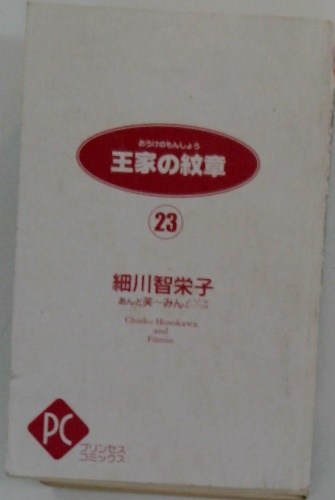 おうけのもんしょう
王家の紋章
23
細川智栄子
あんど芙〜みん
Chieko Hosokawa
and
Fūmin
PC
プリンセス
コミックス